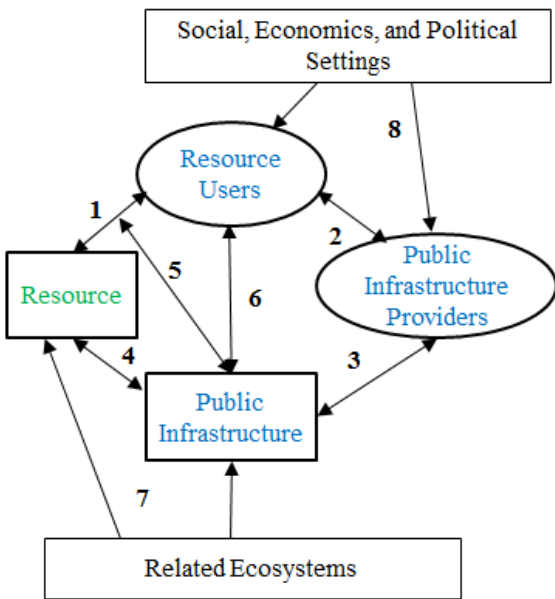 Social, Economics, and Political
Settings
8
Resource
Users
1
2
Public
Infrastructure
Providers
5
6
Resource
4
3
Public
Infrastructure
7
Related Ecosystems